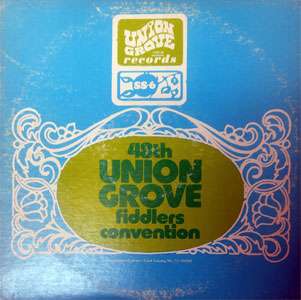 UNION
GROVE
records
SS-6
48th
UNION
GROVE
fiddlers
convention